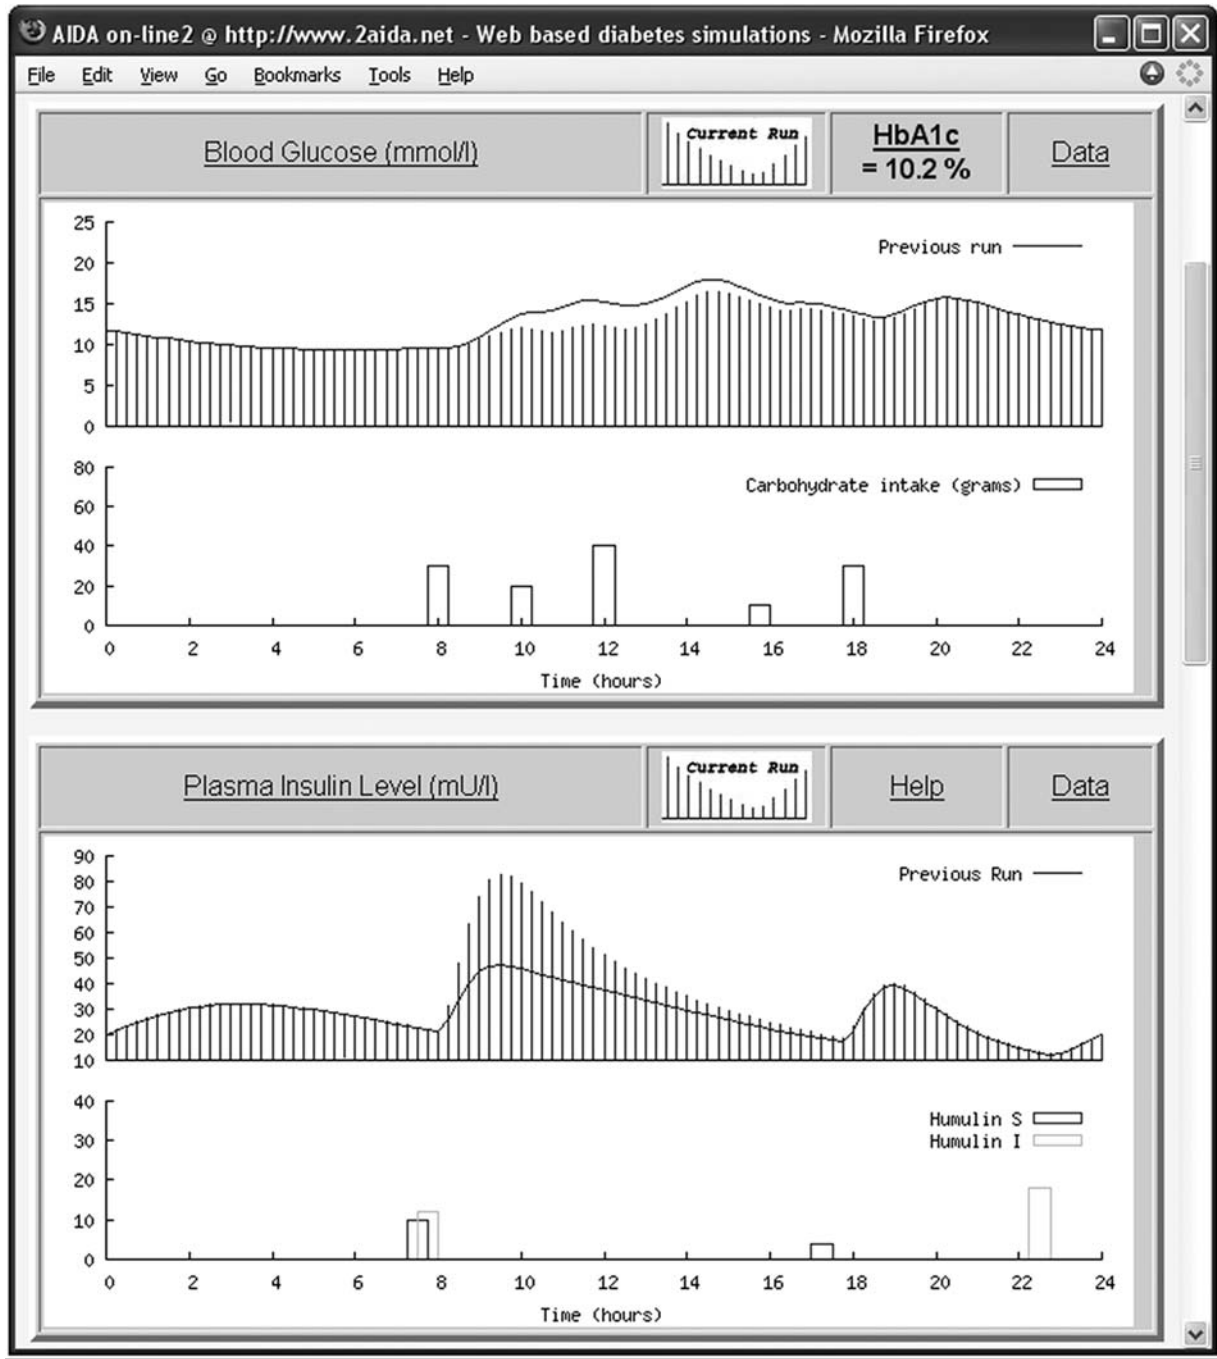 AIDA on-line2 @ http://www.2aida.net - Web based diabetes simulations - Mozilla Firefox
File Edit View Go Bookmarks Tools Help
Blood Glucose (mmol/l)
Current Run
HbA1c
= 10.2 %
Data
25
20
15
10
5
0
Previous run
80
60
40
20
0
Carbohydrate intake (grams)
0 2 4 6 8 10 12 14 16 18 20 22 24
Time (hours)
Plasma Insulin Level (mU/l)
Current Run
Help
Data
90
80
70
60
50
40
30
20
10
Previous Run
40
30
20
10
0
Humulin S
Humulin I
0 2 4 6 8 10 12 14 16 18 20 22 24
Time (hours)